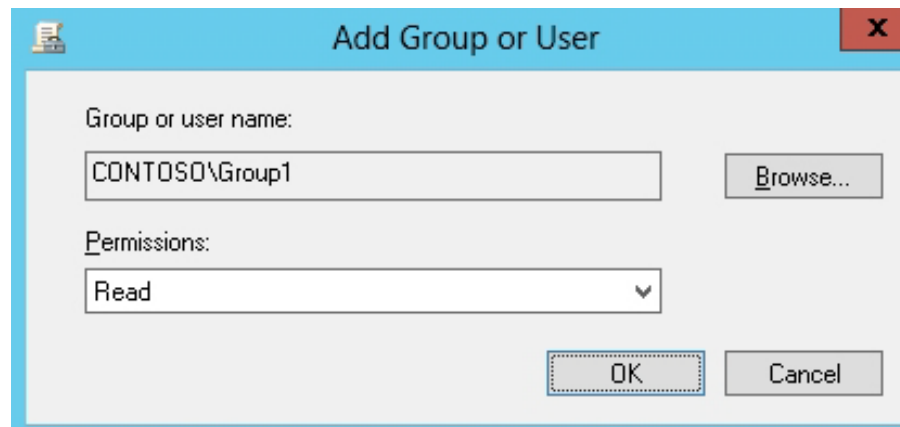 Add Group or User
x
Group or user name:
CONTOSO\Group1
Browse...
Permissions:
Read
OK
Cancel